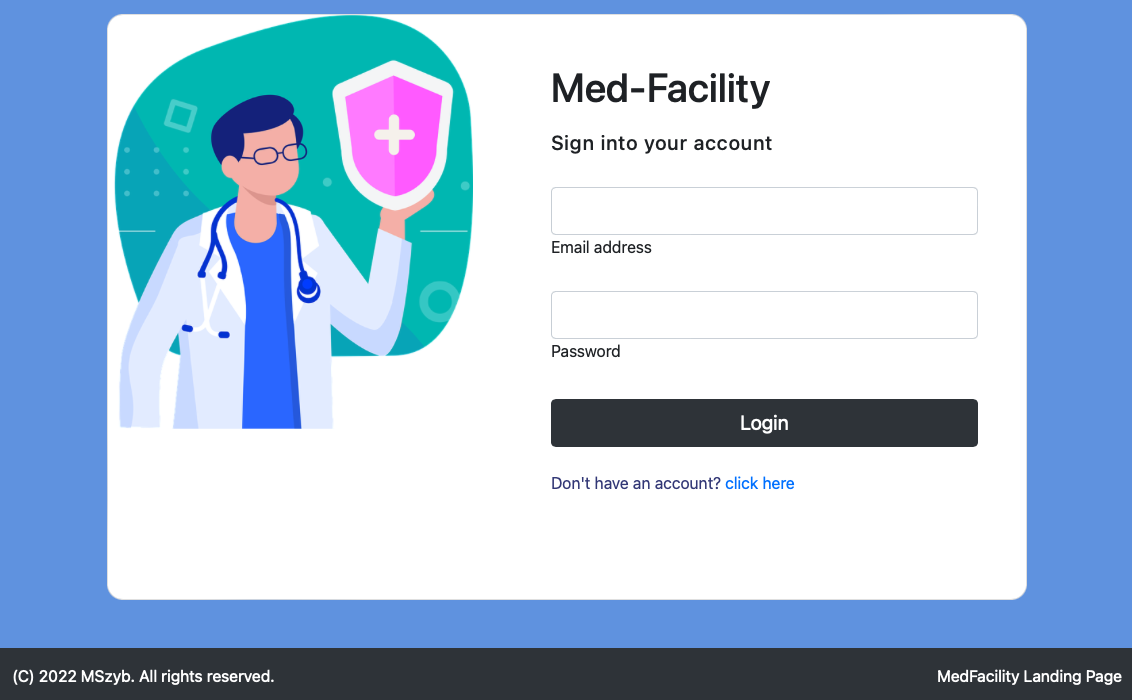 Med-Facility
Sign into your account
Email address
Password
Login
Don't have an account? click here
(C) 2022 MSzyb. All rights reserved.
MedFacility Landing Page